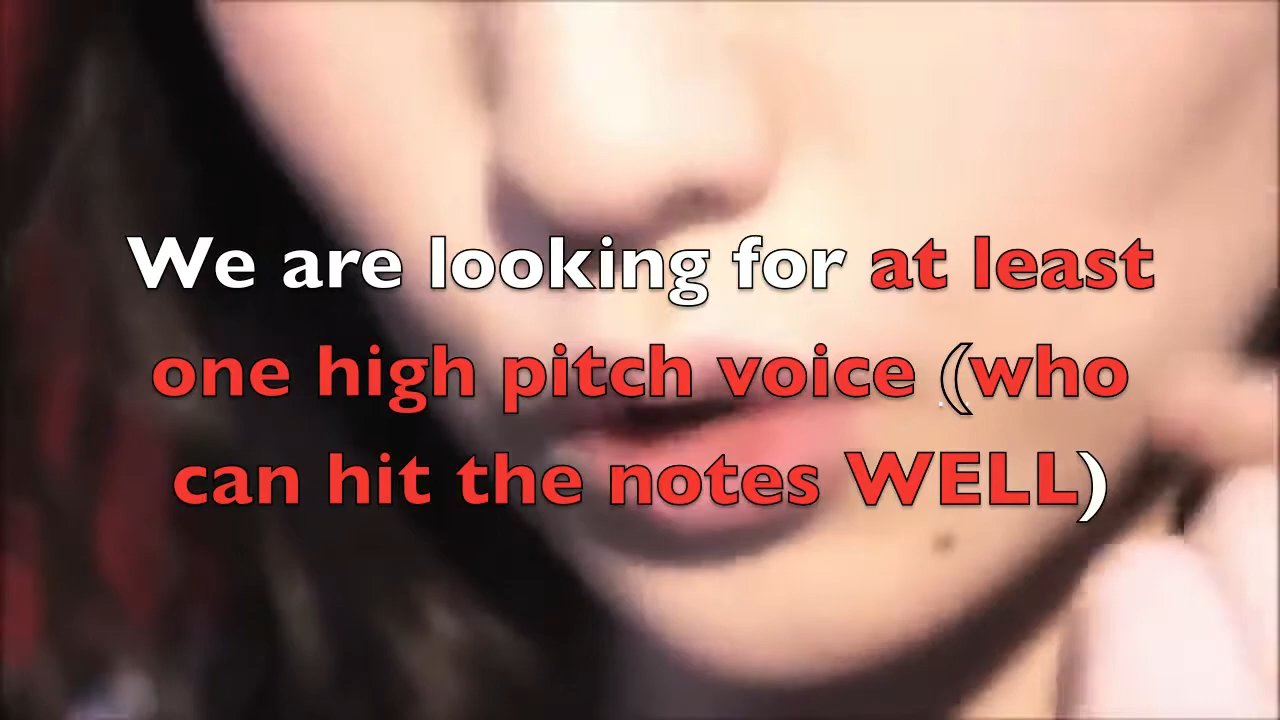 We are looking for at least
one high pitch voice (who
can hit the notes WELL)